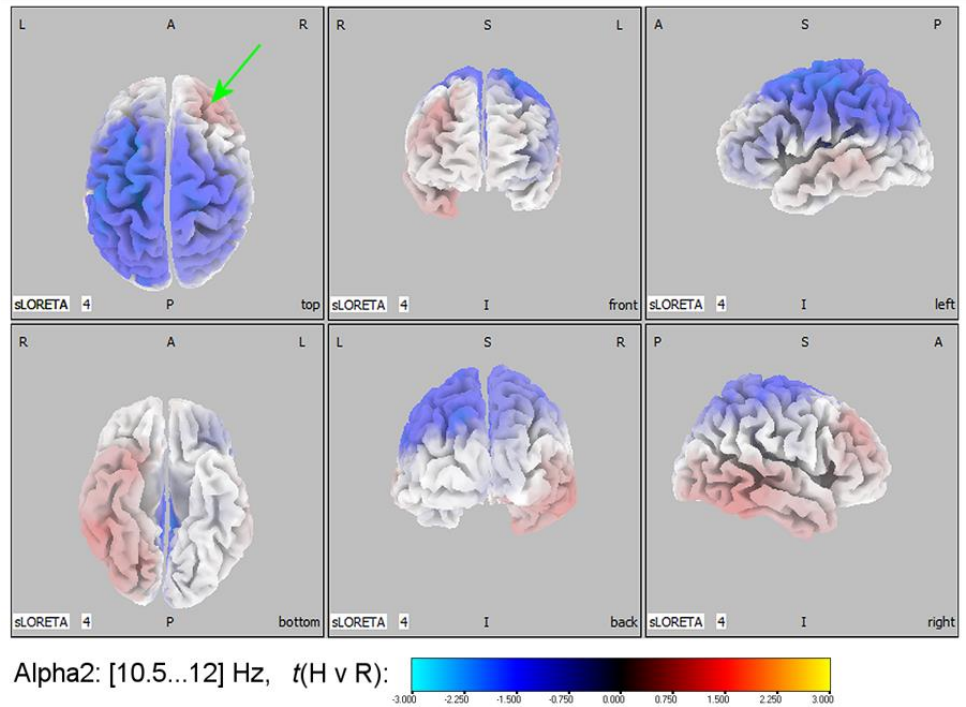 L A R
R S L
A S P
sLORETA 4 P top
sLORETA 4 I front
sLORETA 4 I left
R A L
L S R
P S A
sLORETA 4 P bottom
sLORETA 4 I back
sLORETA 4 I right
Alpha2: [10.5...12] Hz, t(H v R):
-3.000 -2.250 -1.500 -0.750 0.000 0.750 1.500 2.250 3.000